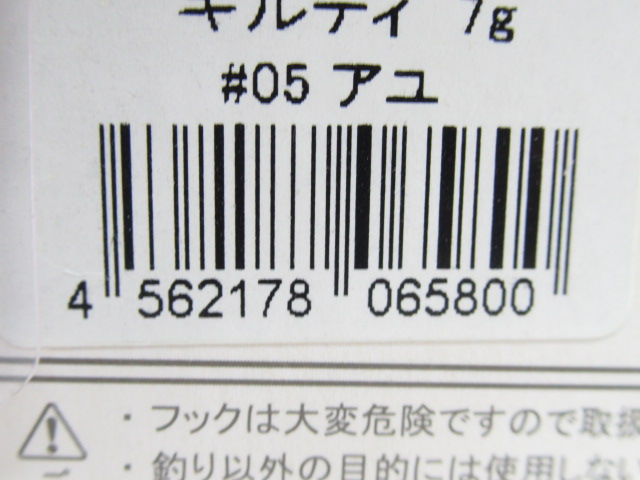 ギルティ 7g
#05 アユ
4 562178 065800
・フックは大変危険ですので取扱
・釣り以外の目的には使用しない